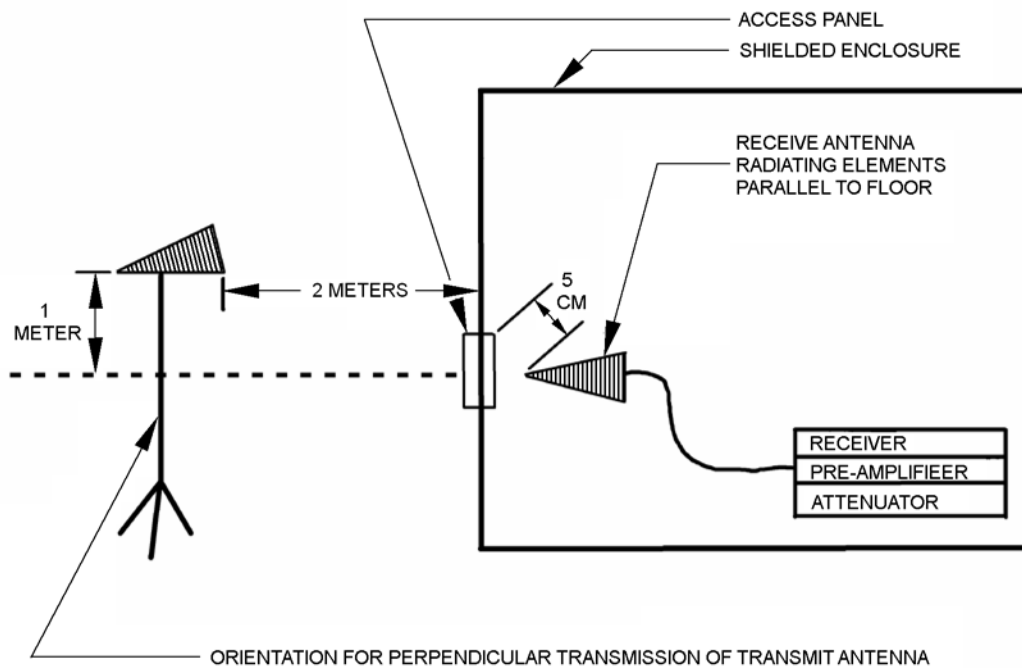 ACCESS PANEL
SHIELDED ENCLOSURE
RECEIVE ANTENNA
RADIATING ELEMENTS
PARALLEL TO FLOOR
5
CM
2 METERS
1
METER
RECEIVER
PRE-AMPLIFIEER
ATTENUATOR
ORIENTATION FOR PERPENDICULAR TRANSMISSION OF TRANSMIT ANTENNA